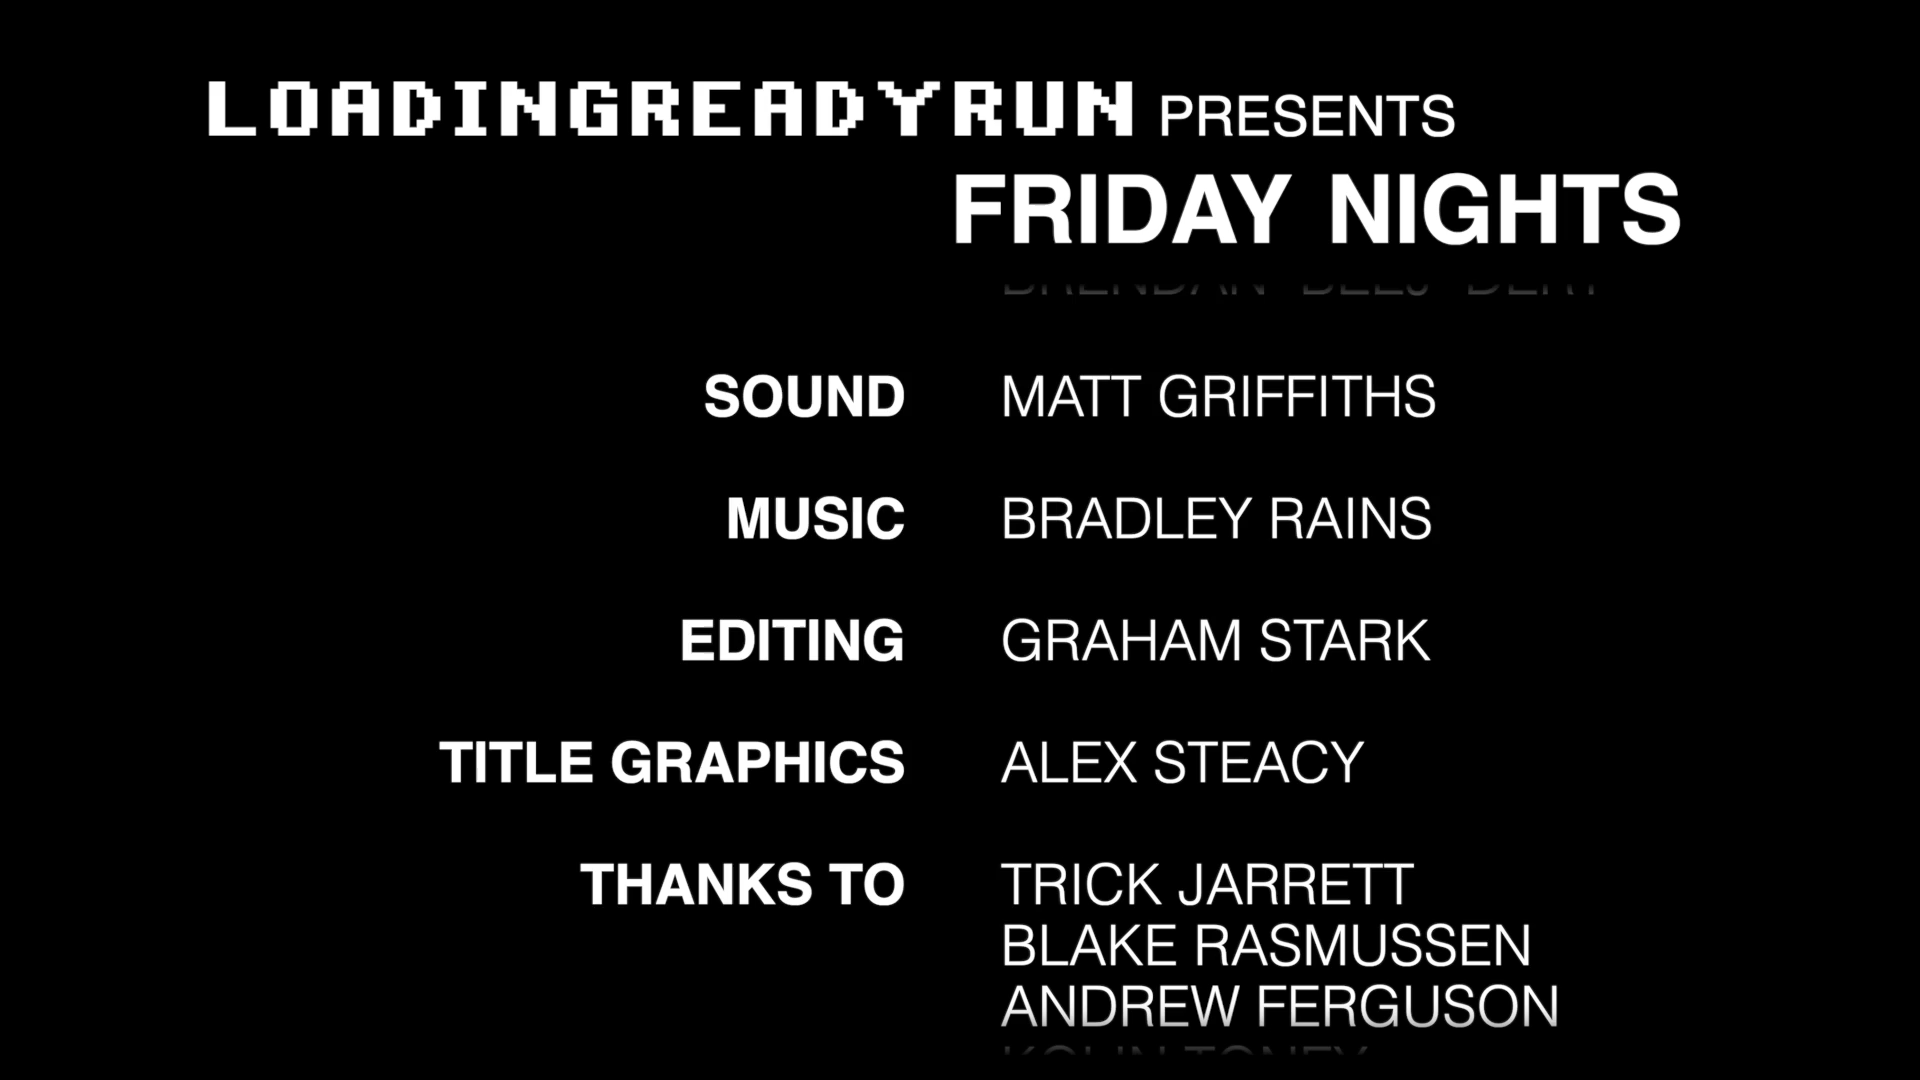 LOADINGREADYRUN PRESENTS
FRIDAY NIGHTS
SOUND MATT GRIFFITHS
MUSIC BRADLEY RAINS
EDITING GRAHAM STARK
TITLE GRAPHICS ALEX STEACY
THANKS TO TRICK JARRETT
BLAKE RASMUSSEN
ANDREW FERGUSON